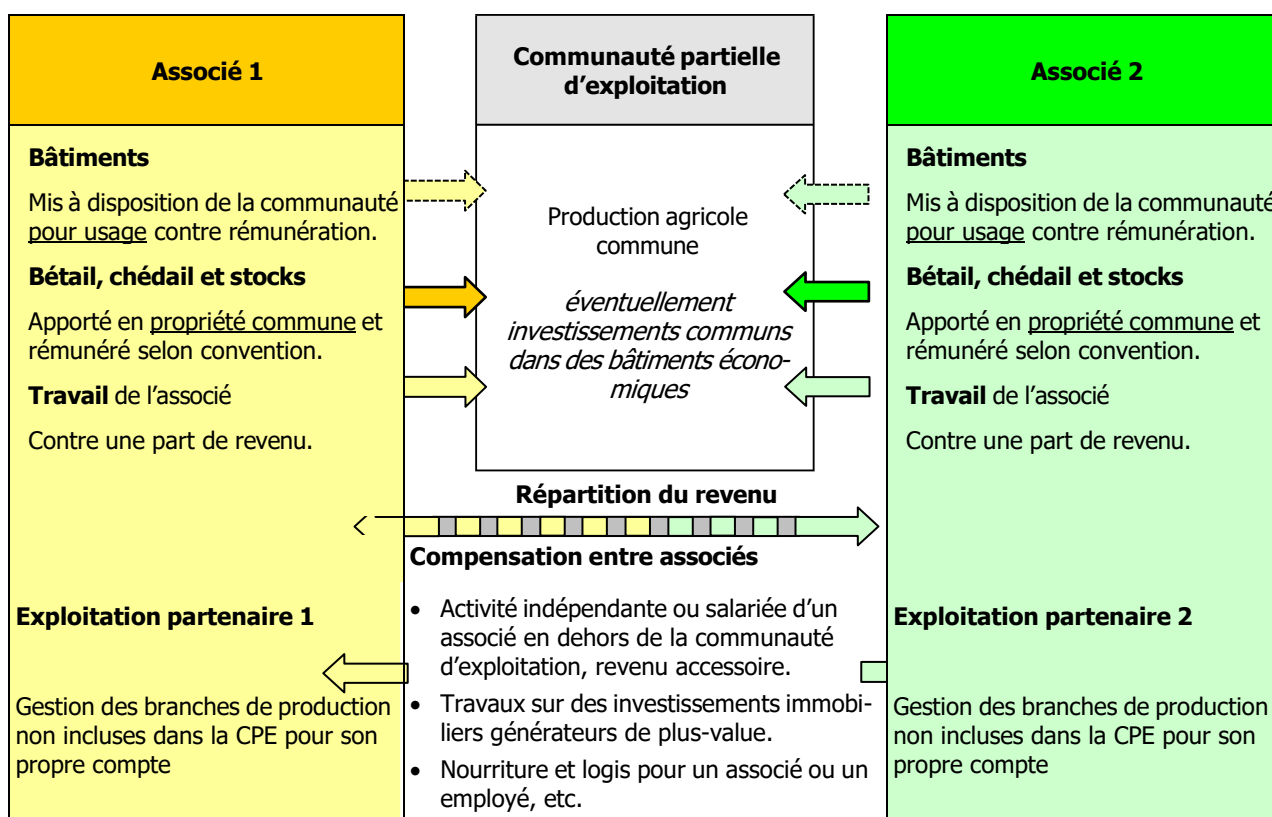 Associé 1
Bâtiments
Mis à disposition de la communauté
pour usage contre rémunération.
Bétail, chédail et stocks
Apporté en propriété commune et
rémunéré selon convention.
Travail de l’associé
Contre une part de revenu.
Exploitation partenaire 1
Gestion des branches de production
non incluses dans la CPE pour son
propre compte
Communauté partielle
d’exploitation
Production agricole
commune
éventuellement
investissements communs
dans des bâtiments écono-
miques
Répartition du revenu
Compensation entre associés
• Activité indépendante ou salariée d’un
associé en dehors de la communauté
d’exploitation, revenu accessoire.
• Travaux sur des investissements immobi-
liers générateurs de plus-value.
• Nourriture et logis pour un associé ou un
employé, etc.
Associé 2
Bâtiments
Mis à disposition de la communauté
pour usage contre rémunération.
Bétail, chédail et stocks
Apporté en propriété commune et
rémunéré selon convention.
Travail de l’associé
Contre une part de revenu.
Exploitation partenaire 2
Gestion des branches de production
non incluses dans la CPE pour son
propre compte